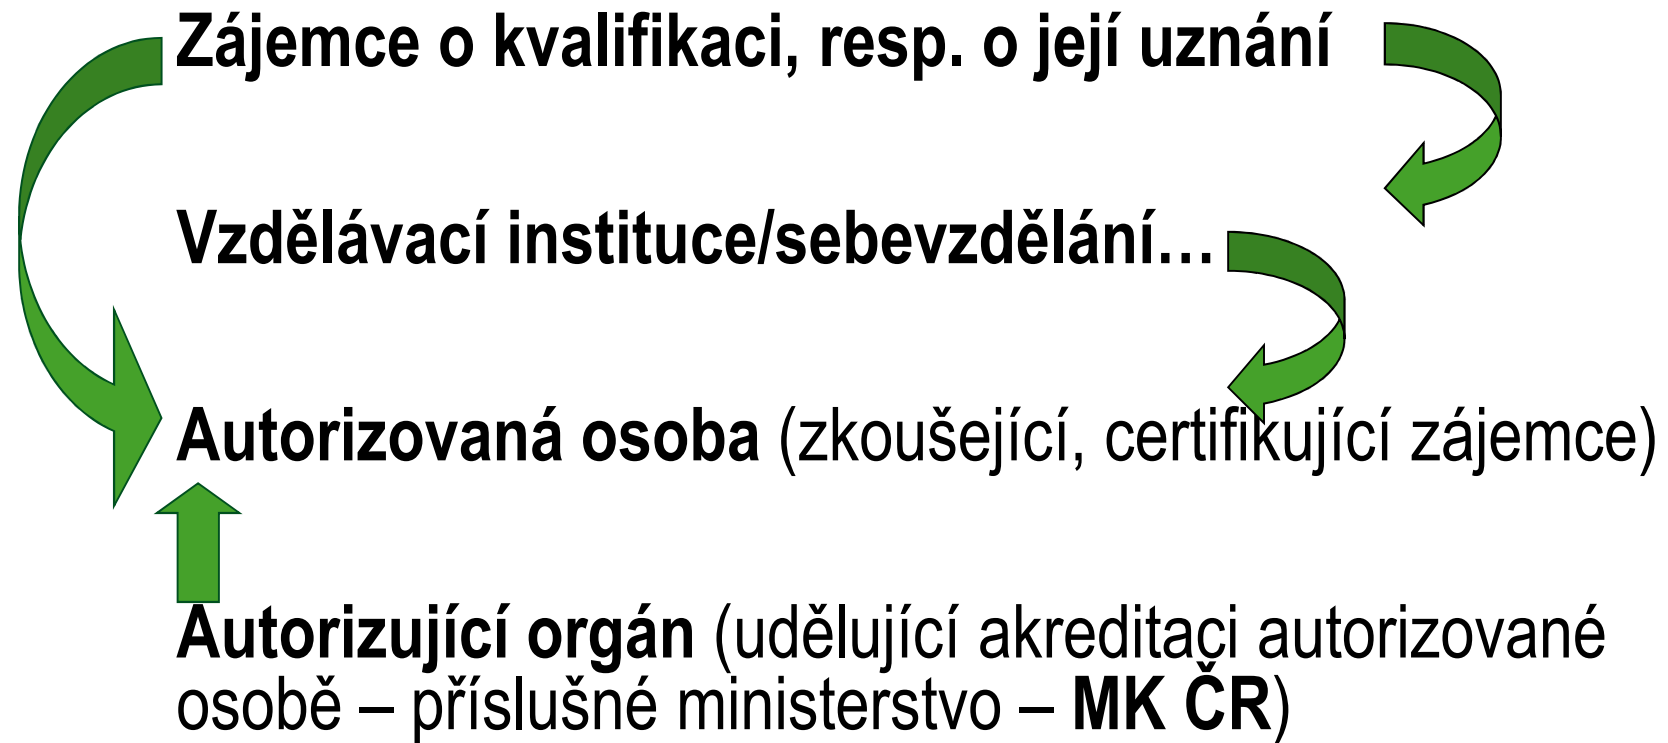 Zájemce o kvalifikaci, resp. o její uznání
Vzdělávací instituce/sebevzdělání…
Autorizovaná osoba (zkoušející, certifikující zájemce)
Autorizující orgán (udělující akreditaci autorizované
osobě – příslušné ministerstvo – MK ČR)